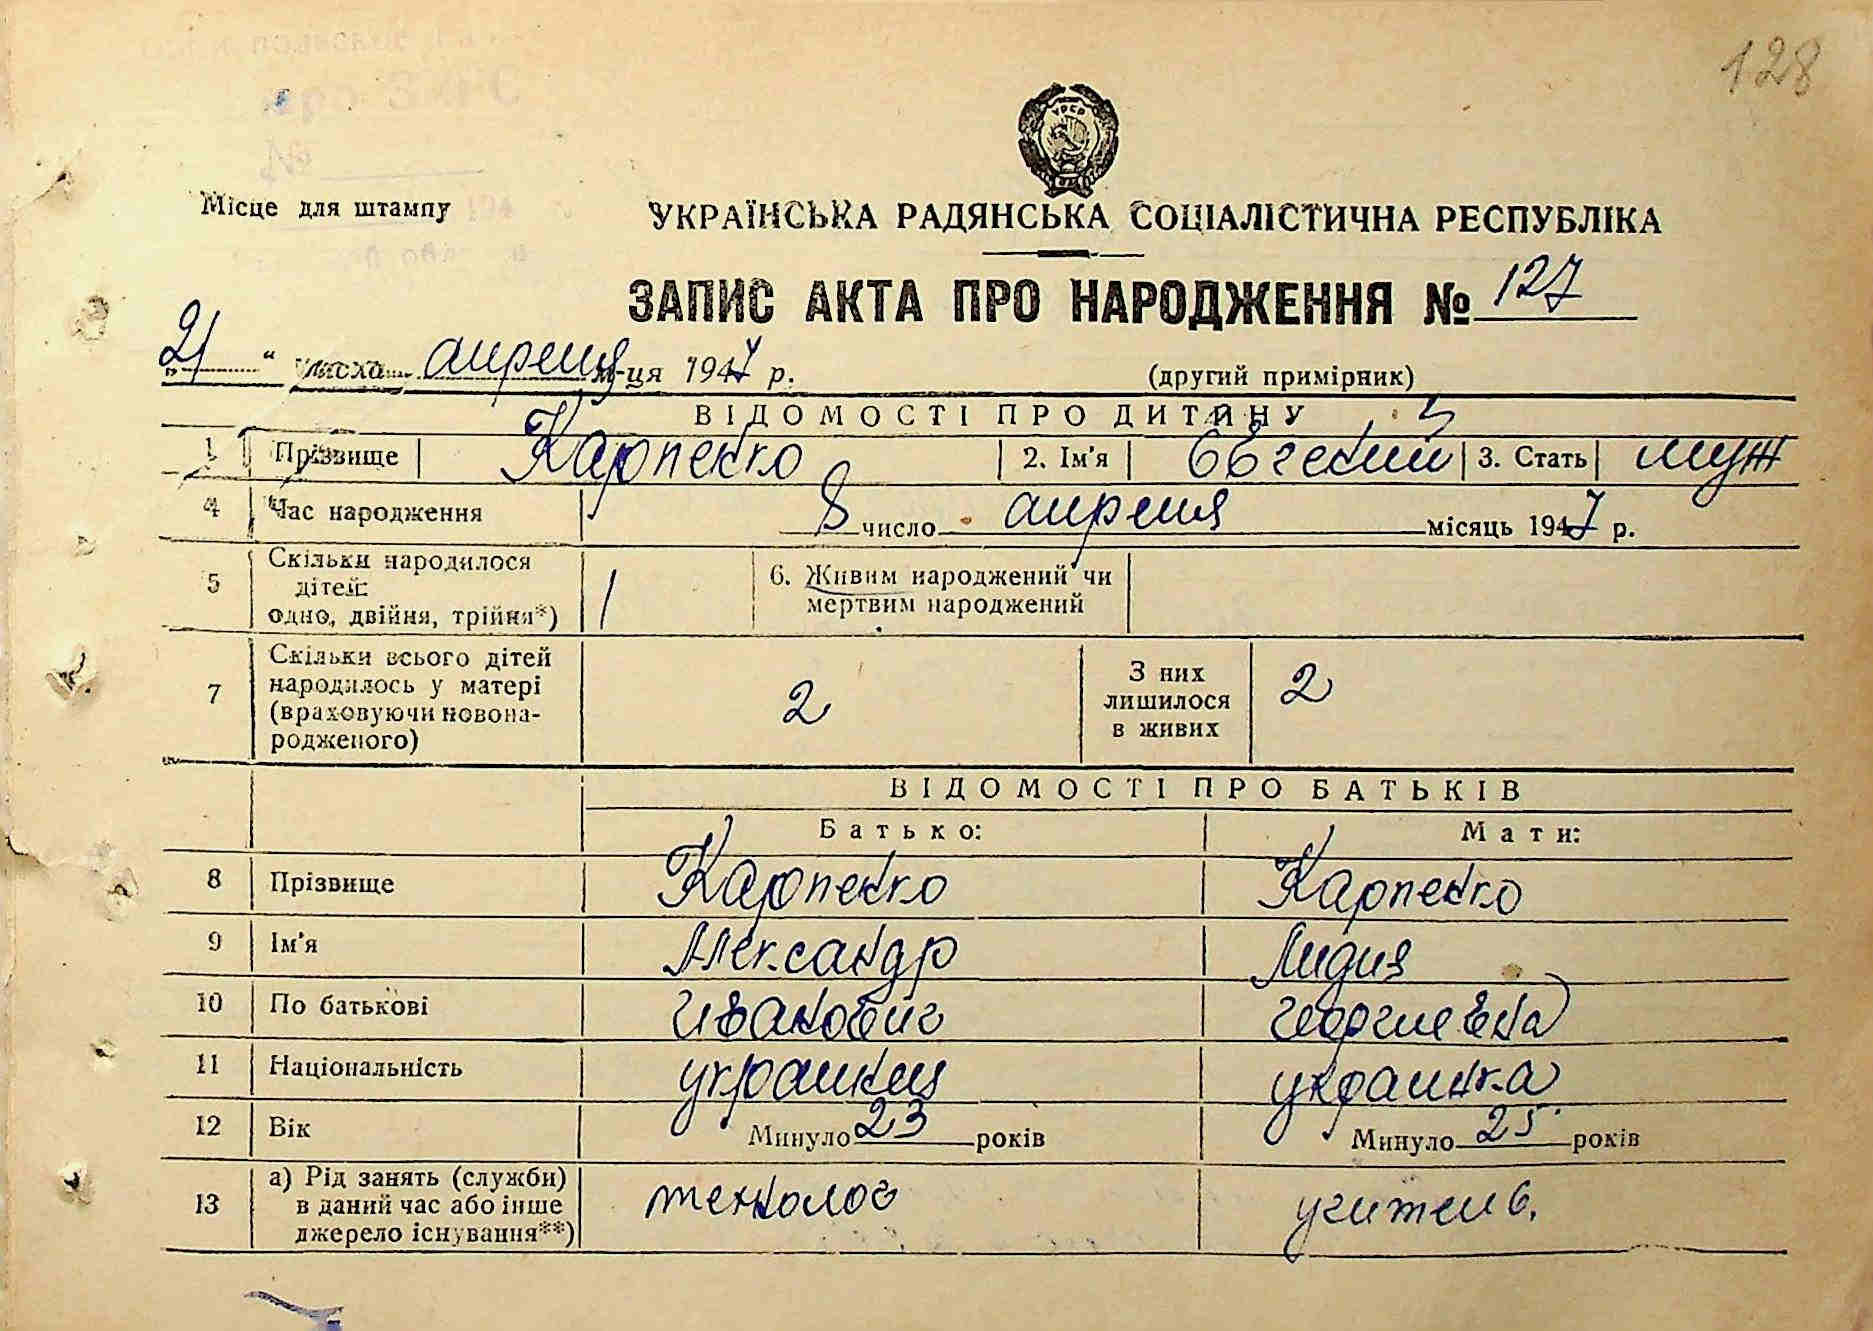 128
УРСР
Місце для штампу
УКРАЇНСЬКА РАДЯНСЬКА СОЦІАЛІСТИЧНА РЕСПУБЛІКА
ЗАПИС АКТА ПРО НАРОДЖЕННЯ № 127
„21“ числа апреля м-ця 1947 р. (другий примірник)
ВІДОМОСТІ ПРО ДИТИНУ
1 Прізвище Карпенко 2. Ім'я Евгений 3. Стать муж
4 Час народження 8 число апреля місяць 1947 р.
5 Скільки народилося дітей: одно, двійня, трійня*) 1 6. Живим народжений чи мертвим народжений
7 Скільки всього дітей народилось у матері (враховуючи новонародженого) 2 З них лишилося в живих 2
ВІДОМОСТІ ПРО БАТЬКІВ
Батько: Мати:
8 Прізвище Карпенко Карпенко
9 Ім'я Александр Лидия
10 По батькові Иванович Георгиевна
11 Національність украинец украинка
12 Вік Минуло 23 років Минуло 25 років
13 а) Рід занять (служби) в даний час або інше джерело існування**) технолог учитель.